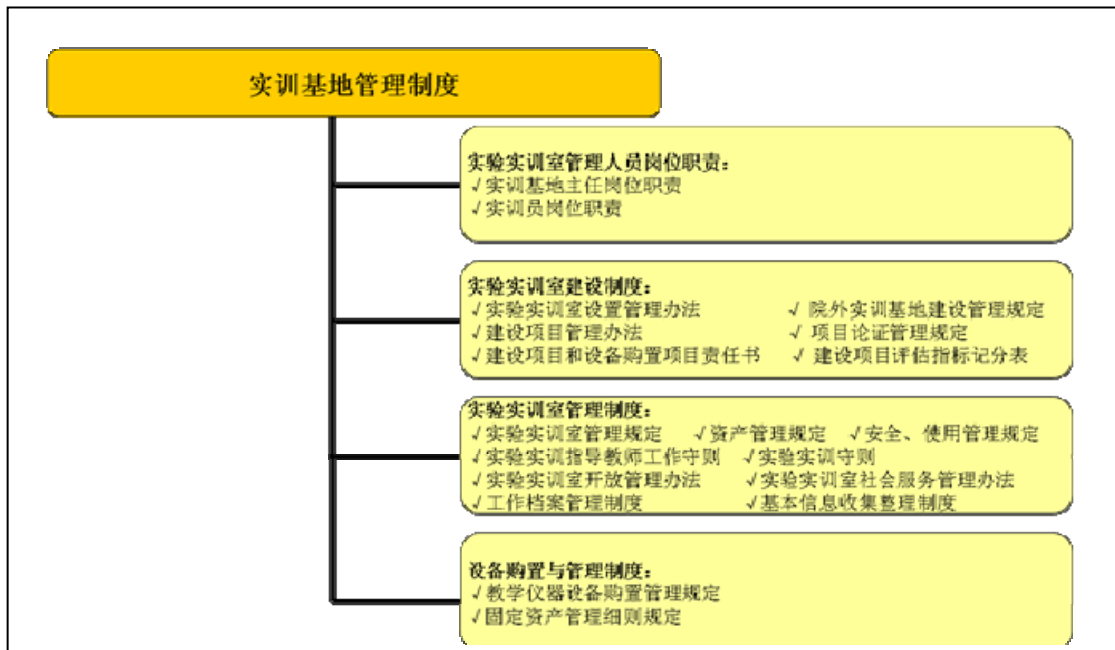 实训基地管理制度
实验实训室管理人员岗位职责：
√实训基地主任岗位职责
√实训员岗位职责
实验实训室建设制度：
√实验实训室设置管理办法 √ 院外实训基地建设管理规定
√建设项目管理办法 √ 项目论证管理规定
√建设项目和设备购置项目责任书 √ 建设项目评估指标记分表
实验实训室管理制度：
√实验实训室管理规定 √资产管理规定 √安全、使用管理规定
√实验实训指导教师工作守则 √实验实训守则
√实验实训室开放管理办法 √实验实训室社会服务管理办法
√工作档案管理制度 √基本信息收集整理制度
设备购置与管理制度：
√教学仪器设备购置管理规定
√固定资产管理细则规定